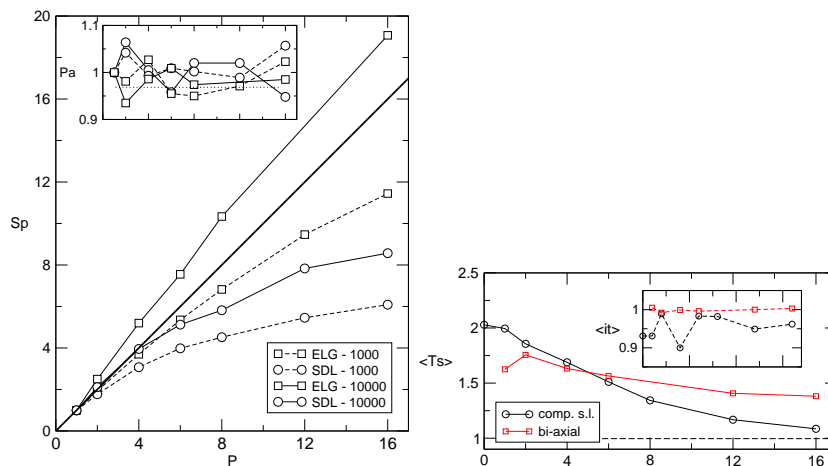 20
16
12
8
4
0
Sp
0
4
8
12
16
P
1.1
1
0.9
Pa
ELG - 1000
SDL - 1000
ELG - 10000
SDL - 10000
2.5
2
1.5
1
<Ts>
0
4
8
12
16
<it>
1
0.9
comp. s.l.
bi-axial